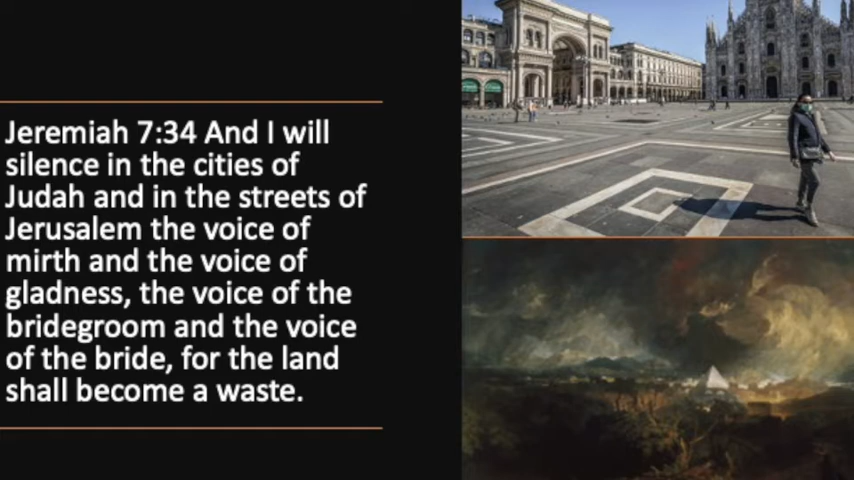 Jeremiah 7:34 And I will
silence in the cities of
Judah and in the streets of
Jerusalem the voice of
mirth and the voice of
gladness, the voice of the
bridegroom and the voice
of the bride, for the land
shall become a waste.